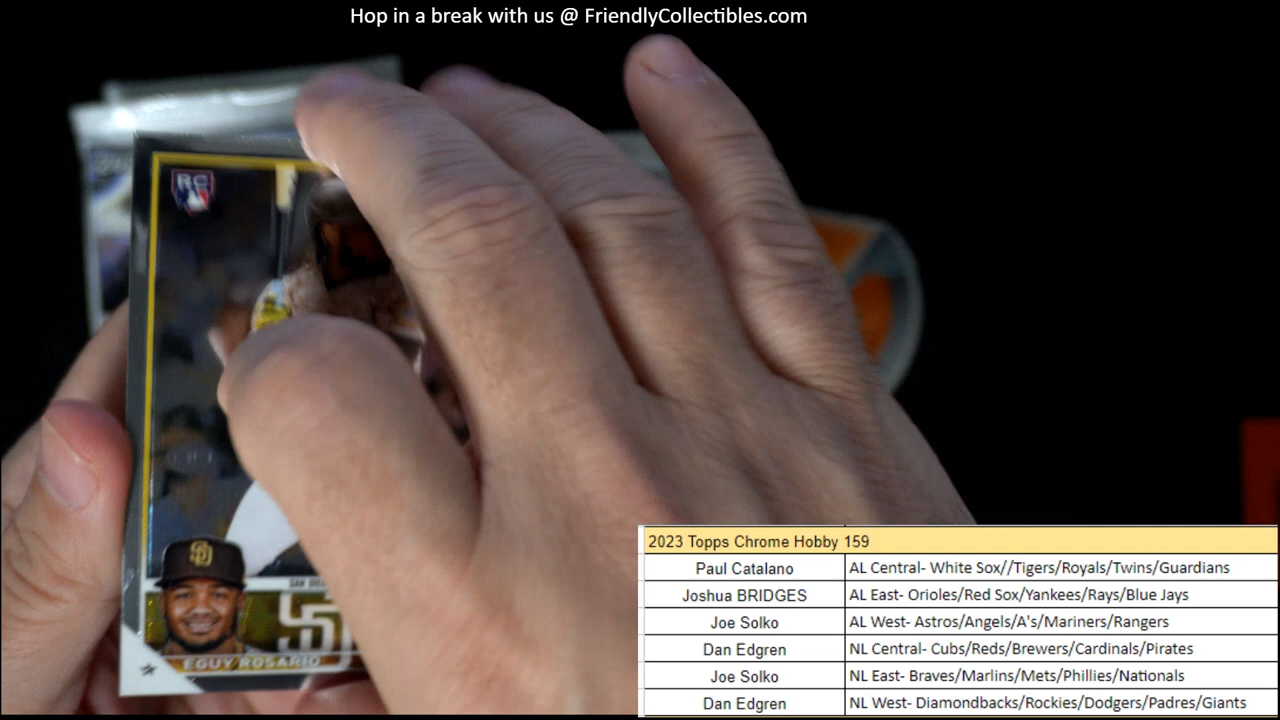 Hop in a break with us @ FriendlyCollectibles.com
RC
SD
SAN DIEG
SD
EGUY ROSARIO
2023 Topps Chrome Hobby 159
Paul Catalano AL Central- White Sox//Tigers/Royals/Twins/Guardians
Joshua BRIDGES AL East- Orioles/Red Sox/Yankees/Rays/Blue Jays
Joe Solko AL West- Astros/Angels/A's/Mariners/Rangers
Dan Edgren NL Central- Cubs/Reds/Brewers/Cardinals/Pirates
Joe Solko NL East- Braves/Marlins/Mets/Phillies/Nationals
Dan Edgren NL West- Diamondbacks/Rockies/Dodgers/Padres/Giants